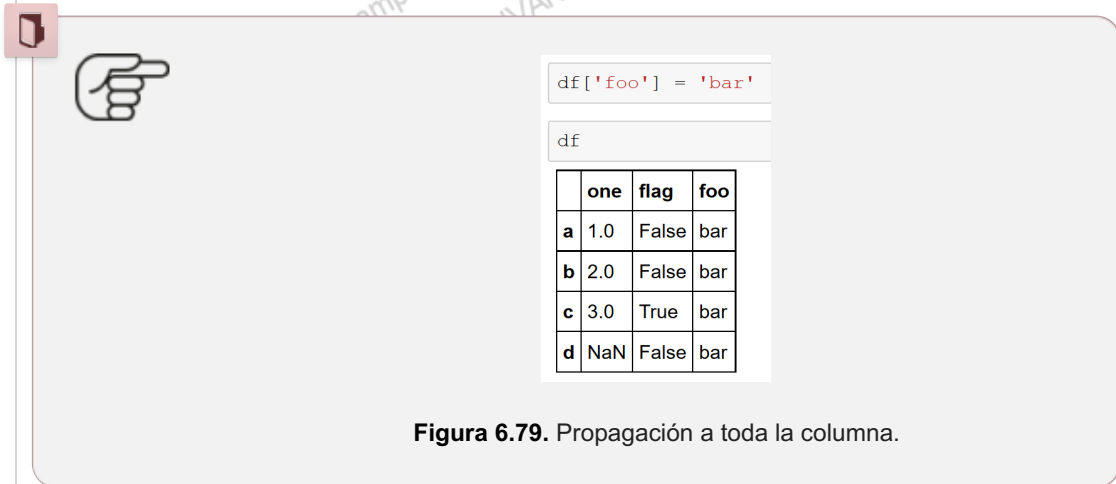 df['foo'] = 'bar'
df
one flag foo
a 1.0 False bar
b 2.0 False bar
c 3.0 True bar
d NaN False bar
Figura 6.79. Propagación a toda la columna.